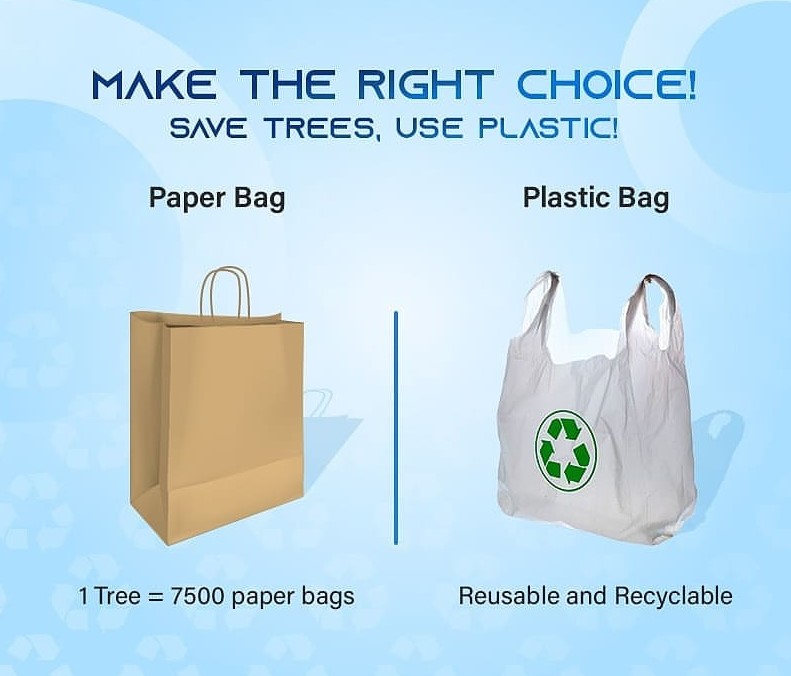 MAKE THE RIGHT CHOICE!
SAVE TREES, USE PLASTIC!
Paper Bag
Plastic Bag
1 Tree = 7500 paper bags
Reusable and Recyclable